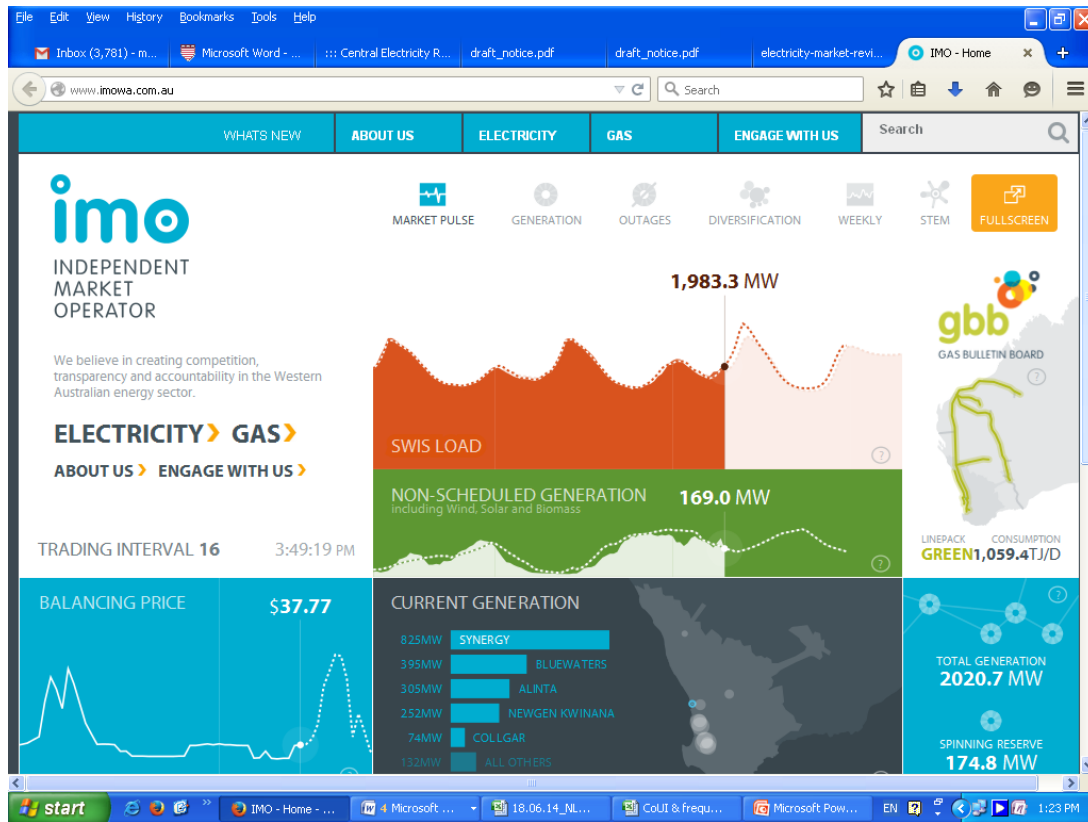 File Edit View History Bookmarks Tools Help
Inbox (3,781) - m... Microsoft Word - ... ::: Central Electricity R... draft_notice.pdf draft_notice.pdf electricity-market-revi... IMO - Home
www.imowa.com.au Search
WHATS NEW ABOUT US ELECTRICITY GAS ENGAGE WITH US Search
imo
INDEPENDENT
MARKET
OPERATOR
MARKET PULSE GENERATION OUTAGES DIVERSIFICATION WEEKLY STEM FULLSCREEN
We believe in creating competition,
transparency and accountability in the Western
Australian energy sector.
ELECTRICITY GAS
ABOUT US ENGAGE WITH US
TRADING INTERVAL 16 3:49:19 PM
1,983.3 MW
SWIS LOAD
?
NON-SCHEDULED GENERATION 169.0 MW
including Wind, Solar and Biomass
?
gbb
GAS BULLETIN BOARD
?
LINEPACK CONSUMPTION
GREEN 1,059.4TJ/D
BALANCING PRICE $37.77
?
CURRENT GENERATION
825MW SYNERGY
395MW BLUEWATERS
305MW ALINTA
252MW NEWGEN KWINANA
74MW COLLGAR
132MW ALL OTHERS
?
?
TOTAL GENERATION
2020.7 MW
SPINNING RESERVE
174.8 MW
start IMO - Home - ... 4 Microsoft ... 18.06.14_NL... CoUI & frequ... Microsoft Pow... EN 1:23 PM